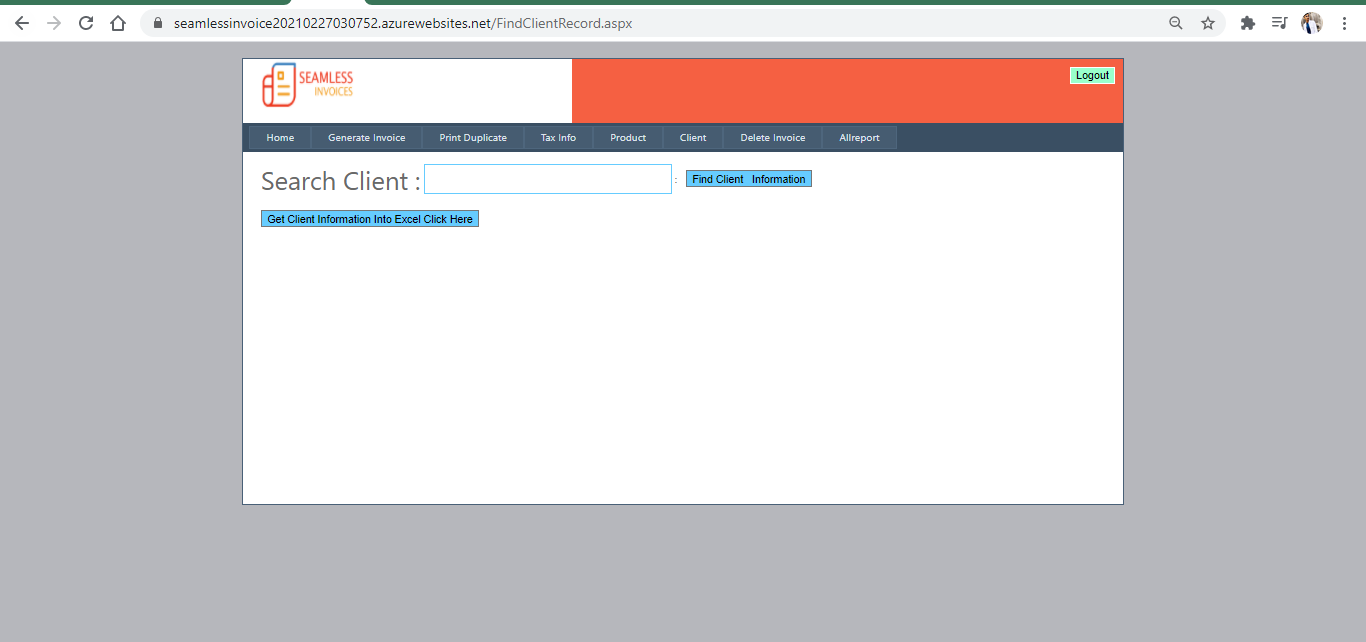 seamlessinvoice20210227030752.azurewebsites.net/FindClientRecord.aspx
SEAMLESS
INVOICES
Logout
Home Generate Invoice Print Duplicate Tax Info Product Client Delete Invoice Allreport
Search Client : : Find Client Information
Get Client Information Into Excel Click Here